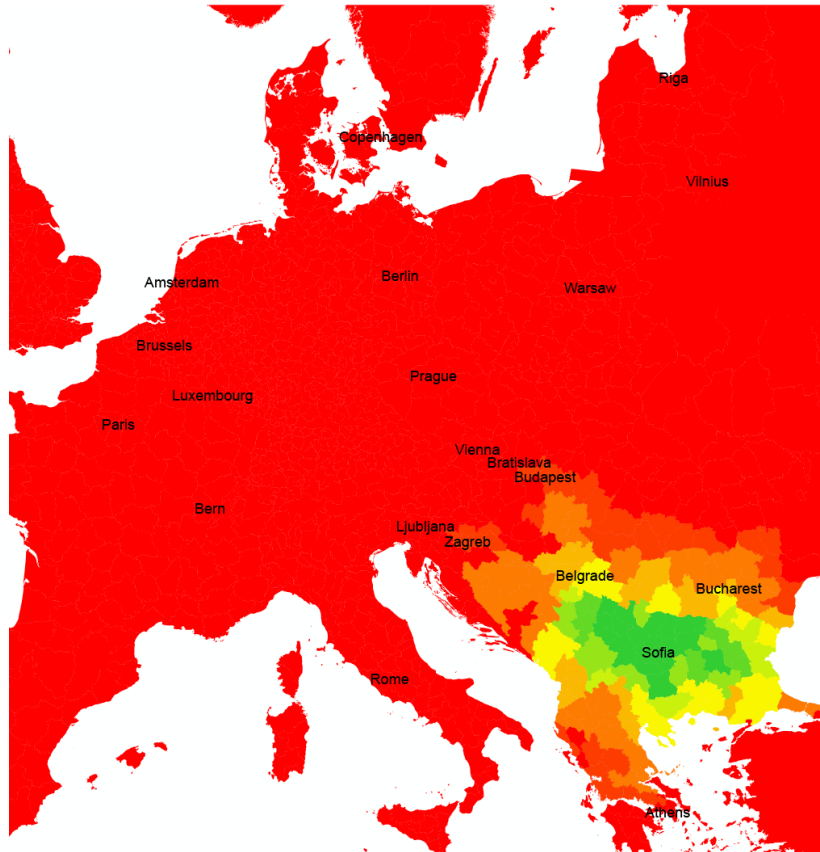 Riga
Copenhagen
Vilnius
Berlin
Amsterdam
Warsaw
Brussels
Prague
Luxembourg
Paris
Vienna
Bratislava
Budapest
Bern
Ljubljana
Zagreb
Belgrade
Bucharest
Sofia
Rome
Athens